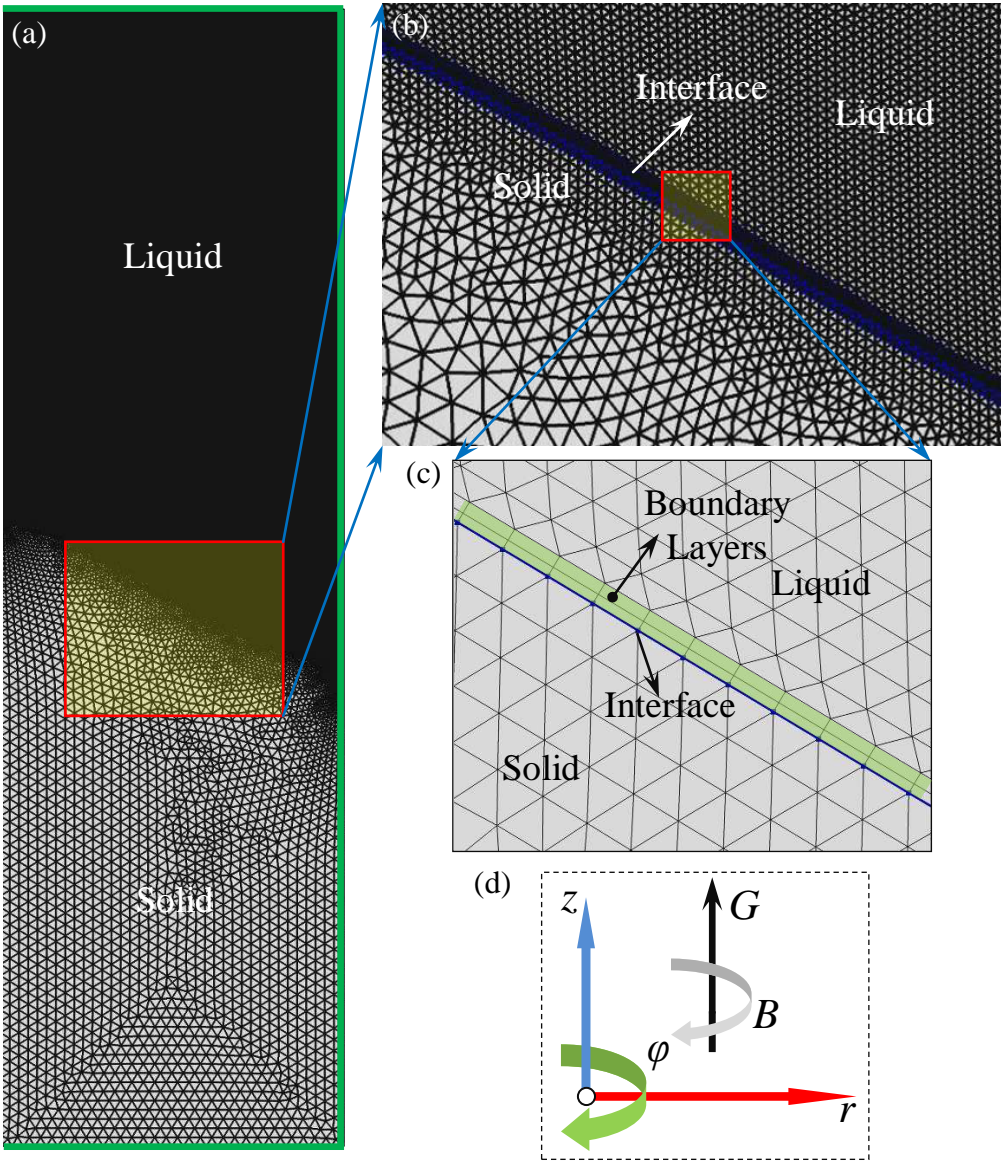 (a)
Liquid
Solid
(b)
Interface
Liquid
Solid
(c)
Boundary
Layers
Liquid
Interface
Solid
(d)
z
G
B
φ
r